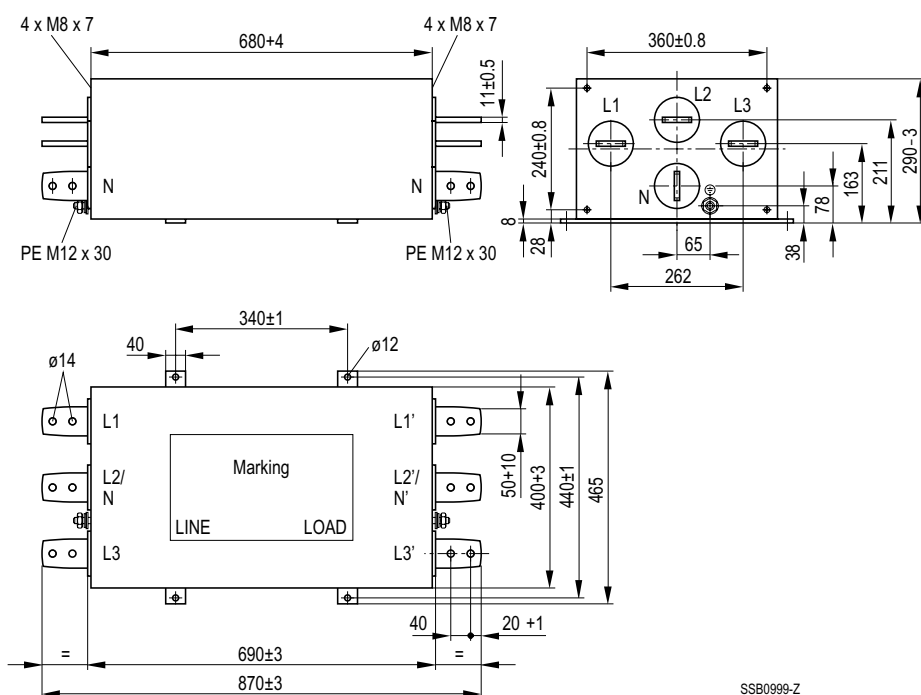 4 x M8 x 7
680+4
4 x M8 x 7
11±0.5
N
N
PE M12 x 30
PE M12 x 30
360±0.8
L1
L2
L3
N
240±0.8
8
28
65
262
38
78
163
211
290-3
340±1
40
ø12
ø14
L1
L1'
L2/
N
L2'/
N'
L3
L3'
Marking
LINE
LOAD
50+10
400+3
440±1
465
40
20 +1
=
690±3
=
870±3
SSB0999-Z